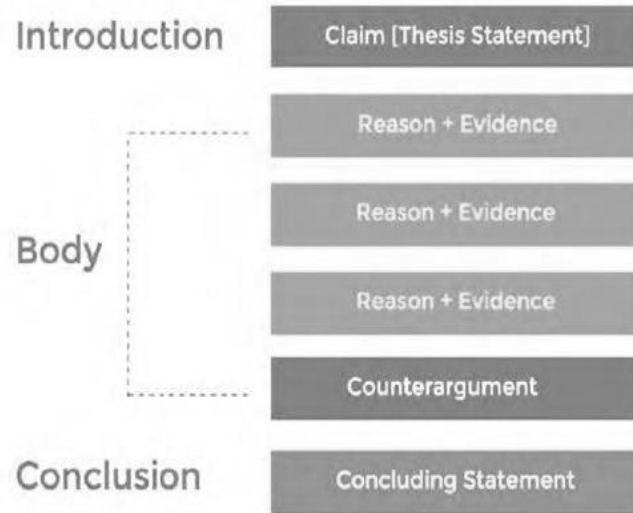 Introduction
Claim [Thesis Statement]
Reason + Evidence
Reason + Evidence
Body
Reason + Evidence
Counterargument
Conclusion
Concluding Statement